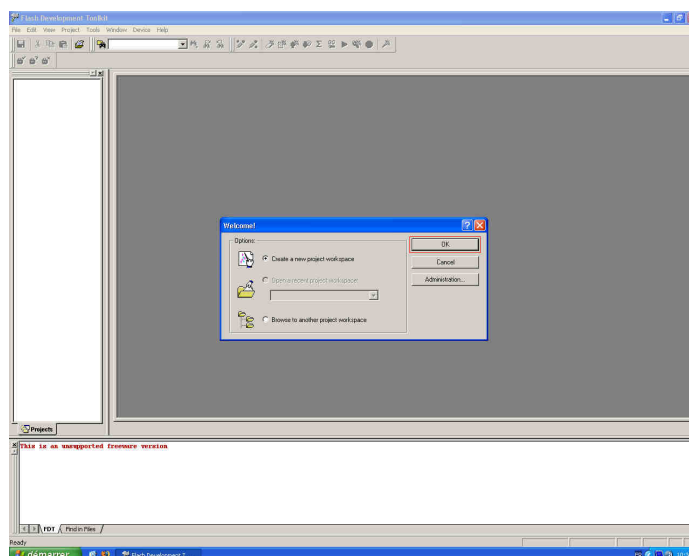 Flash Development Toolkit
File Edit View Project Tools Window Device Help
Welcome!
Options:
Create a new project workspace
Open a recent project workspace:
Browse to another project workspace
OK
Cancel
Administration...
Projects
This is an unsupported freeware version
FDT Find in Files
Ready
démarrer
Flash Development T...